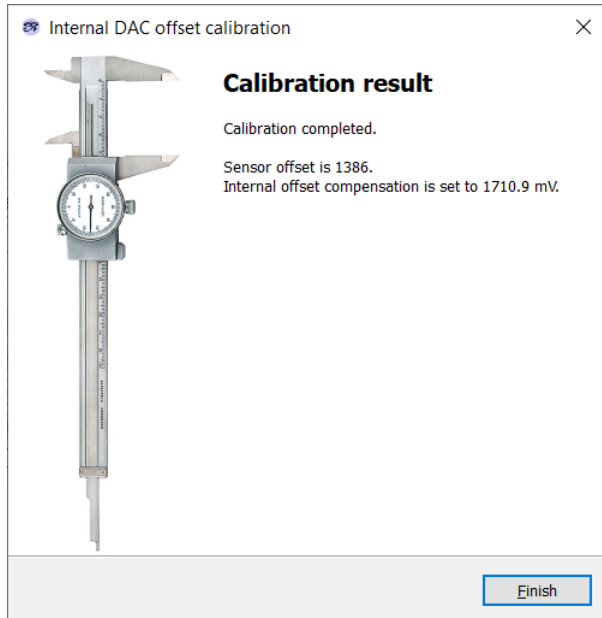 Internal DAC offset calibration
Calibration result
Calibration completed.
Sensor offset is 1386.
Internal offset compensation is set to 1710.9 mV.
Finish